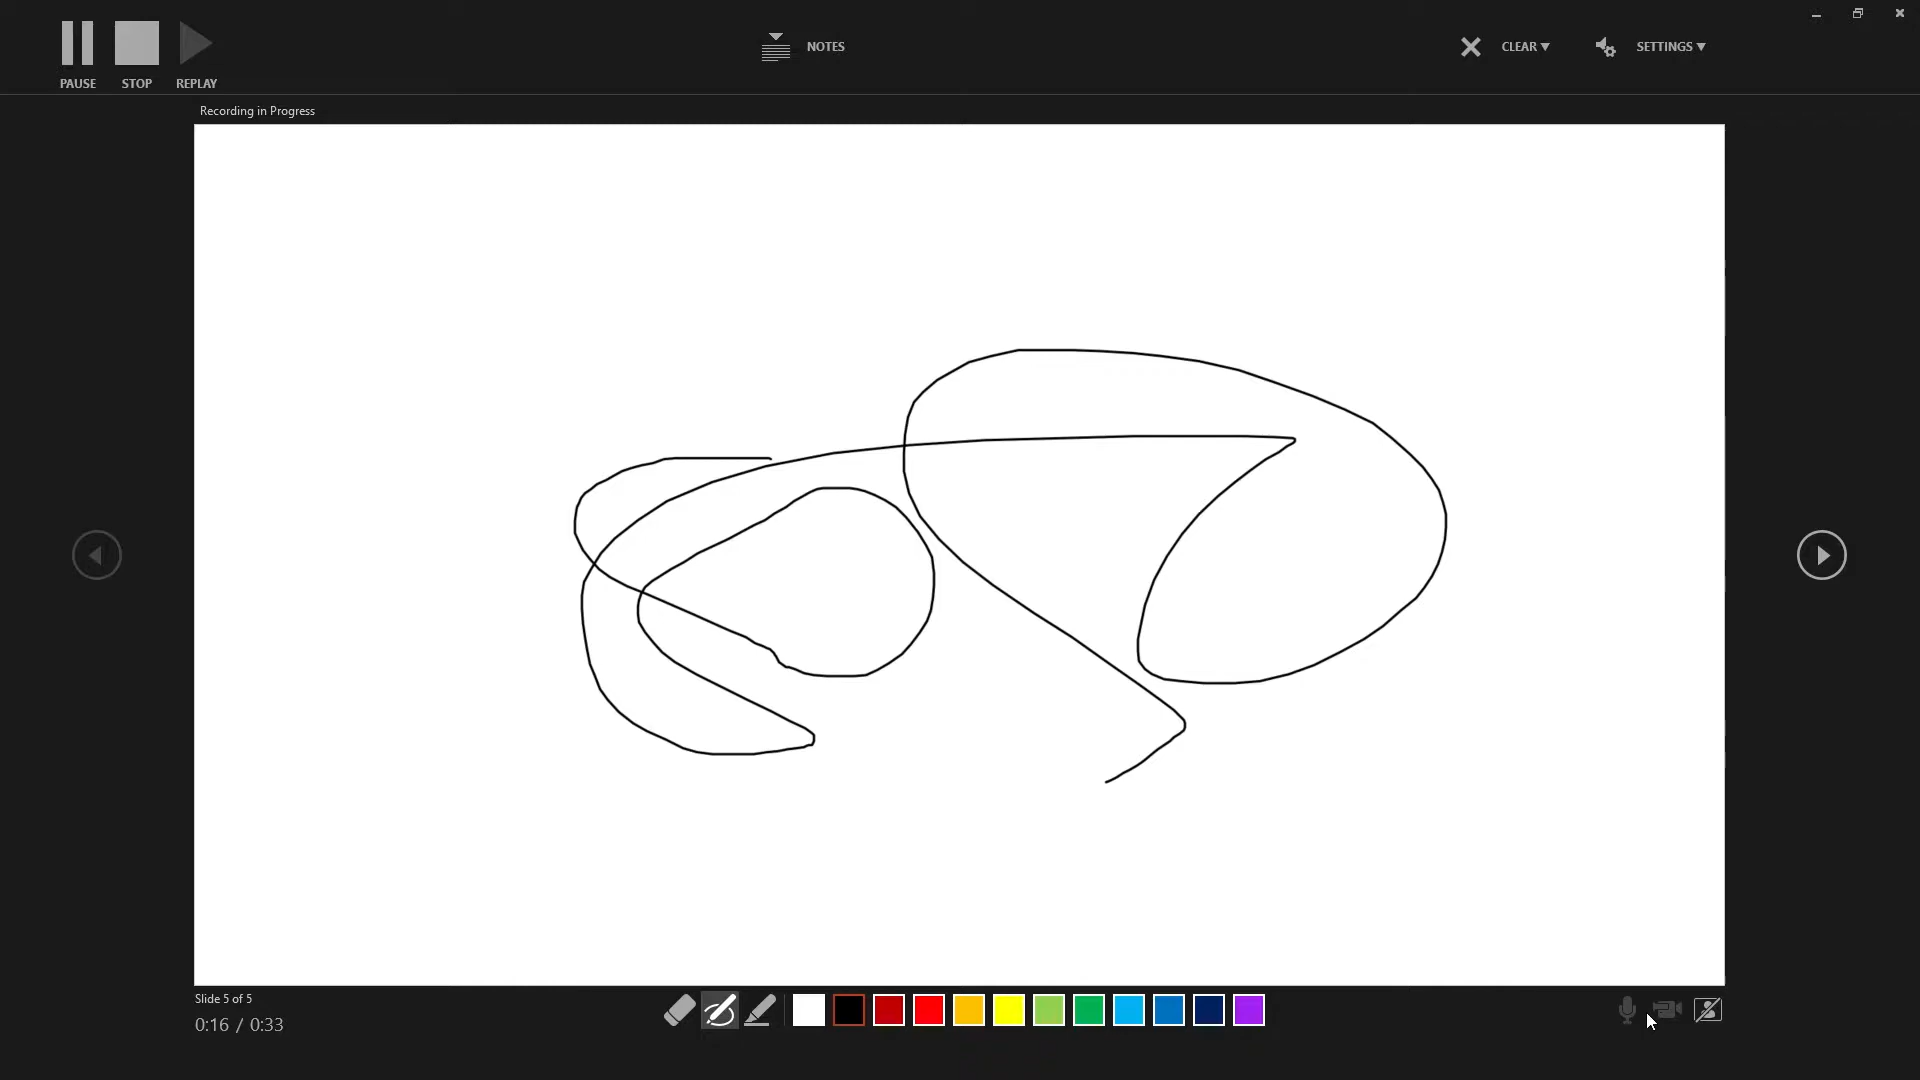 PAUSE STOP REPLAY
NOTES
CLEAR
SETTINGS
Recording in Progress
Slide 5 of 5
0:16 / 0:33